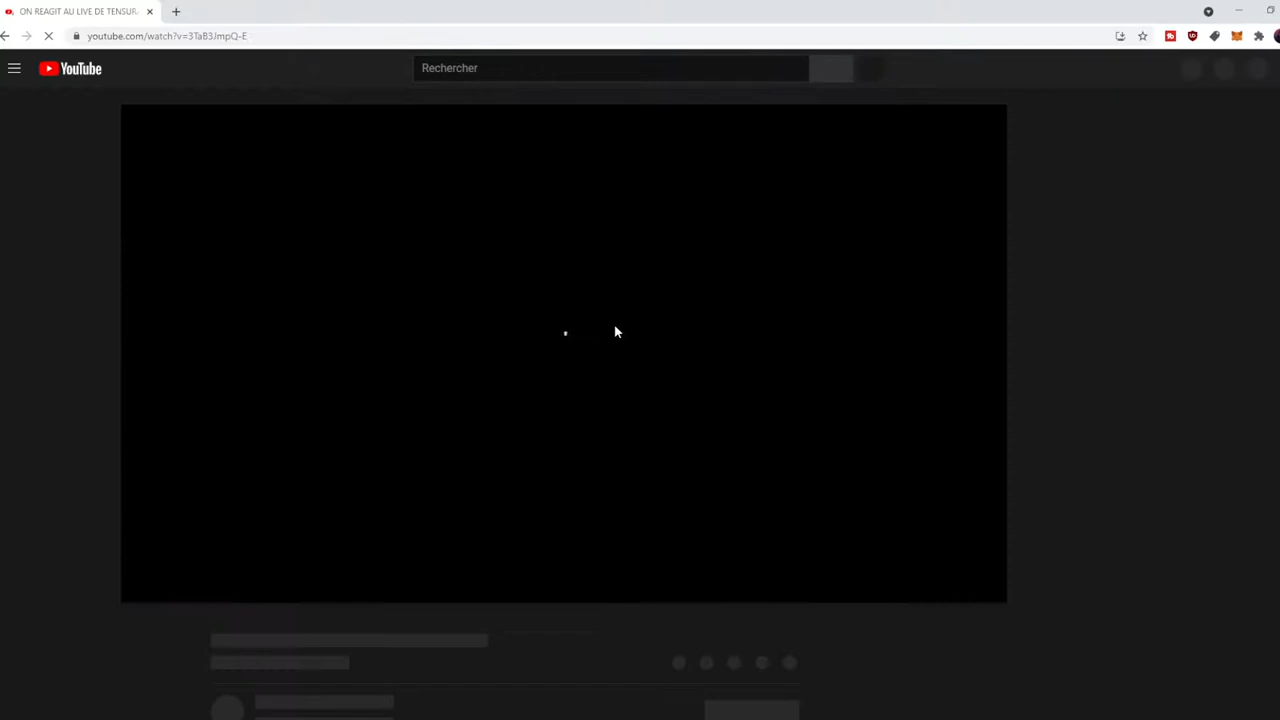 ON REAGIT AU LIVE DE TENSUR
youtube.com/watch?v=3TaB3JmpQ-E
YouTube
Rechercher